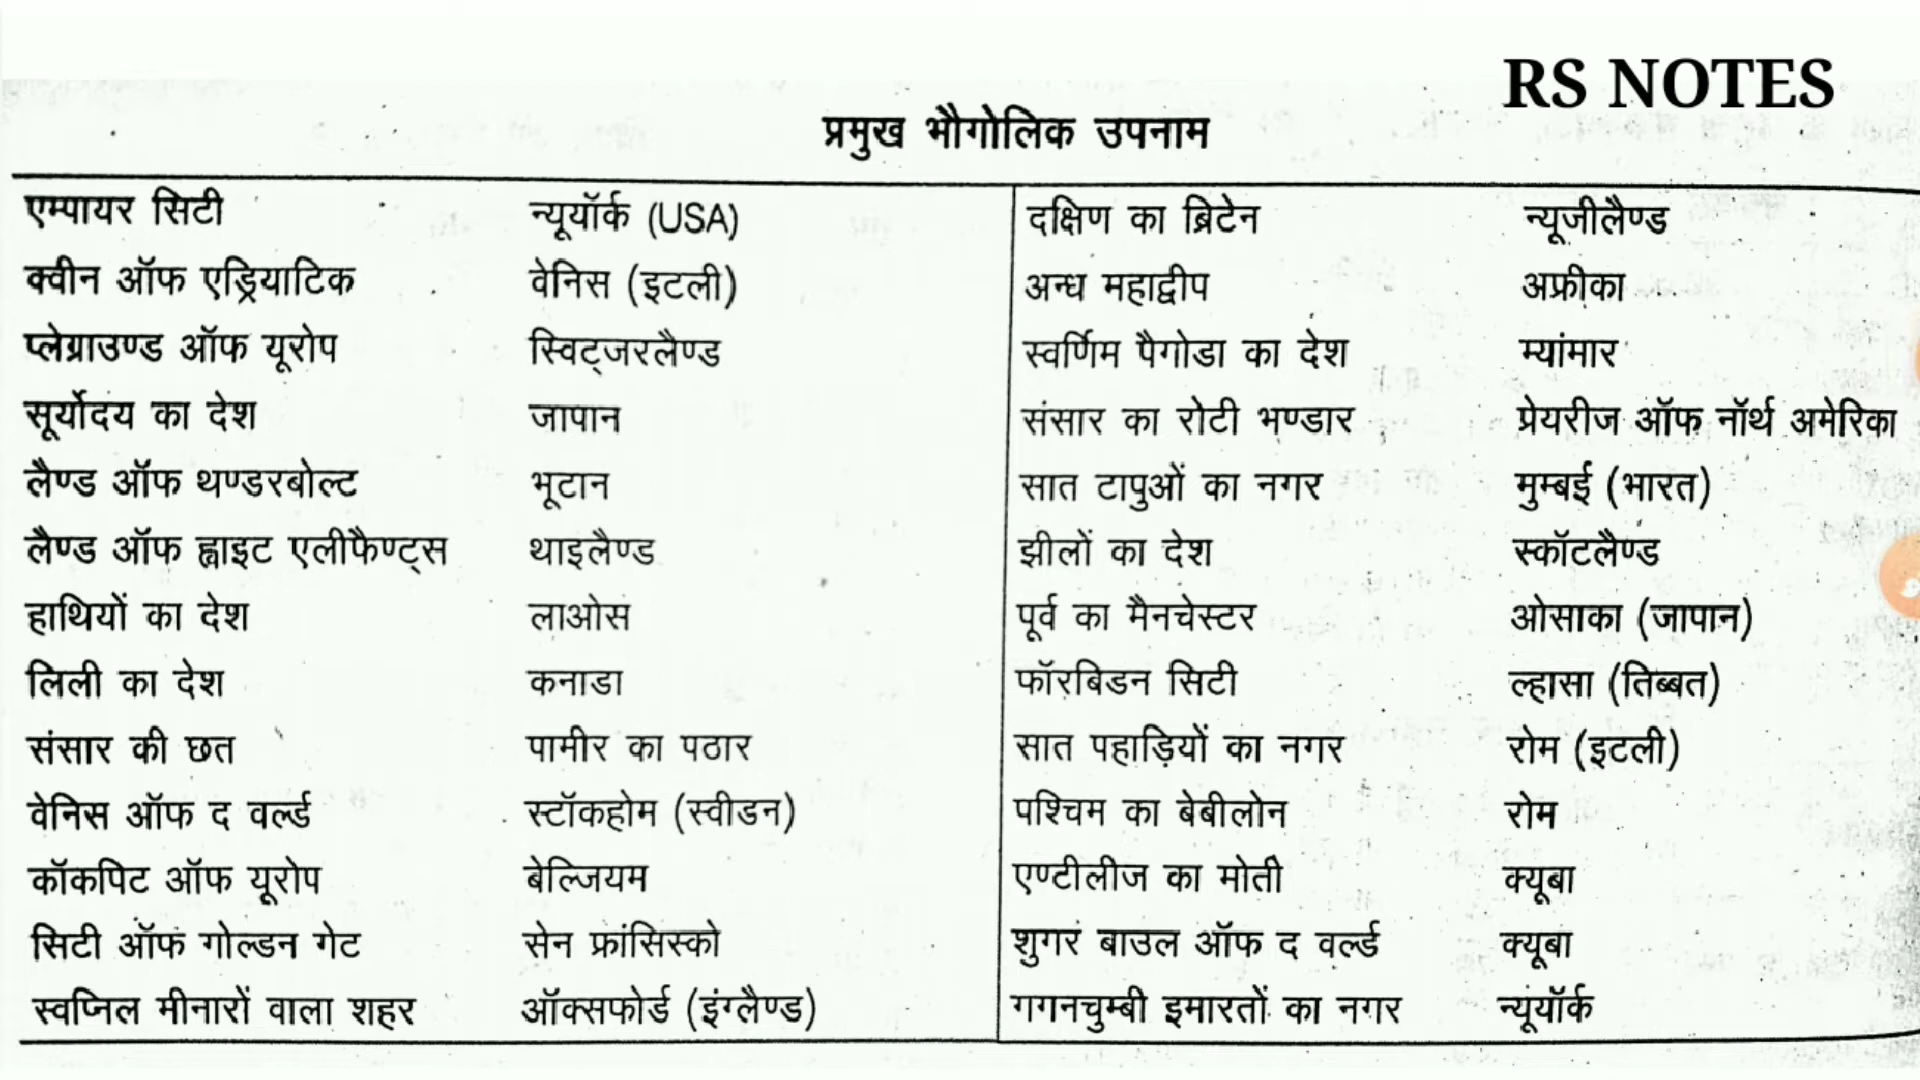 RS NOTES
प्रमुख भौगोलिक उपनाम
एम्पायर सिटी न्यूयॉर्क (USA)
क्वीन ऑफ एड्रियाटिक वेनिस (इटली)
प्लेग्राउण्ड ऑफ यूरोप स्विट्जरलैण्ड
सूर्योदय का देश जापान
लैण्ड ऑफ थण्डरबोल्ट भूटान
लैण्ड ऑफ ह्वाइट एलीफैण्ट्स थाइलैण्ड
हाथियों का देश लाओस
लिली का देश कनाडा
संसार की छत पामीर का पठार
वेनिस ऑफ द वर्ल्ड स्टॉकहोम (स्वीडन)
कॉकपिट ऑफ यूरोप बेल्जियम
सिटी ऑफ गोल्डन गेट सेन फ्रांसिस्को
स्वप्निल मीनारों वाला शहर ऑक्सफोर्ड (इंग्लैण्ड)
दक्षिण का ब्रिटेन न्यूजीलैण्ड
अन्ध महाद्वीप अफ्रीका
स्वर्णिम पैगोडा का देश म्यांमार
संसार का रोटी भण्डार प्रेयरीज ऑफ नॉर्थ अमेरिका
सात टापुओं का नगर मुम्बई (भारत)
झीलों का देश स्कॉटलैण्ड
पूर्व का मैनचेस्टर ओसाका (जापान)
फॉरबिडन सिटी ल्हासा (तिब्बत)
सात पहाड़ियों का नगर रोम (इटली)
पश्चिम का बेबीलोन रोम
एण्टीलीज का मोती क्यूबा
शुगर बाउल ऑफ द वर्ल्ड क्यूबा
गगनचुम्बी इमारतों का नगर न्यूयॉर्क